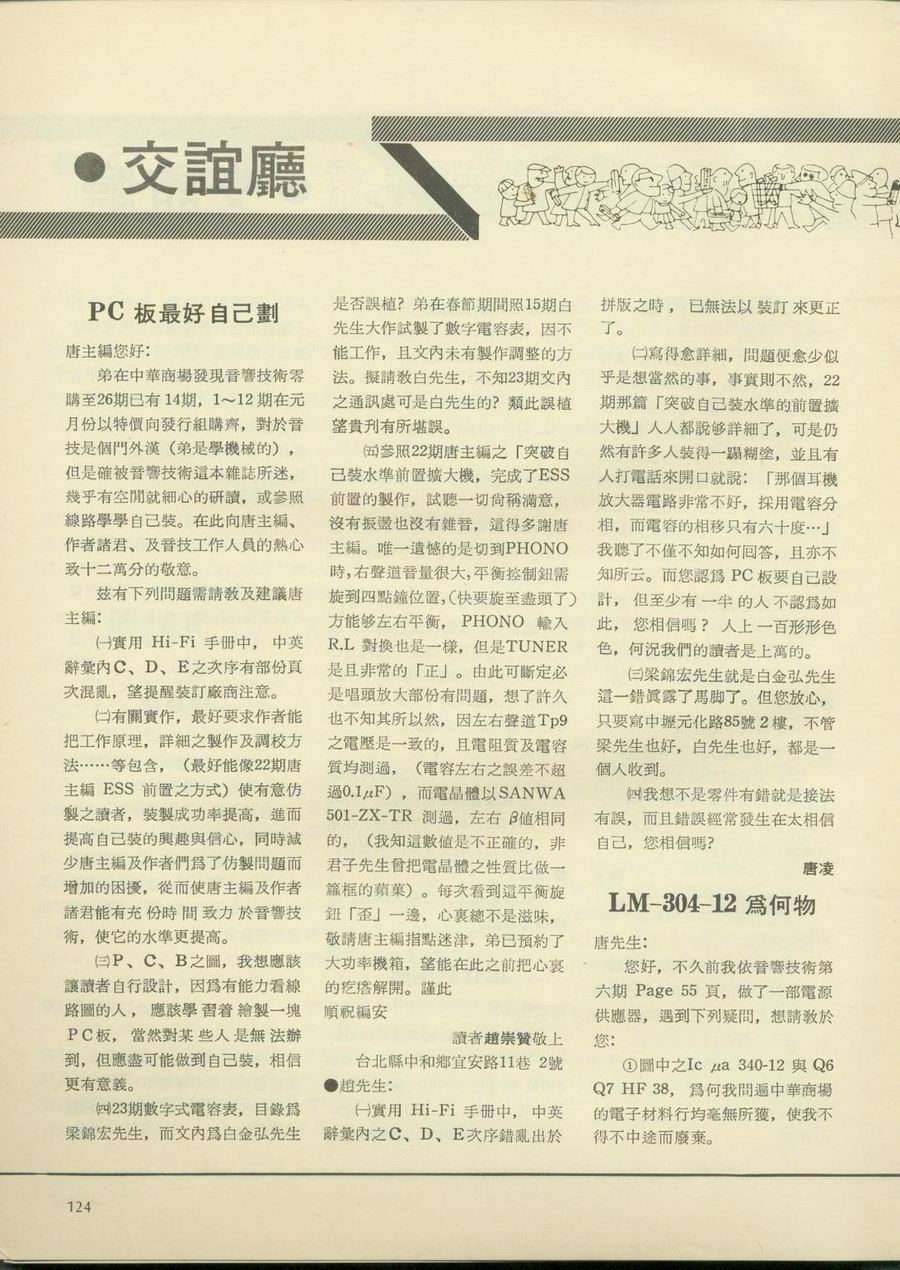 ●交誼廳
PC 板最好自己劃
唐主編您好：
弟在中華商場發現音響技術零
購至26期已有14期，1～12期在元
月份以特價向發行組購齊，對於音
技是個門外漢（弟是學機械的），
但是確被音響技術這本雜誌所迷，
幾乎有空閒就細心的研讀，或參照
線路學學自己裝。在此向唐主編、
作者諸君、及音技工作人員的熱心
致十二萬分的敬意。
玆有下列問題需請教及建議唐
主編：
㈠實用 Hi-Fi 手册中， 中英
辭彙內C、D、E之次序有部份頁
次混亂，望提醒裝訂廠商注意。
㈡有關實作，最好要求作者能
把工作原理，詳細之製作及調校方
法……等包含，（最好能像22期唐
主編 ESS 前置之方式）使有意仿
製之讀者，裝製成功率提高，進而
提高自己裝的興趣與信心，同時減
少唐主編及作者們爲了仿製問題而
增加的困擾，從而使唐主編及作者
諸君能有充份時間致力於音響技
術，使它的水準更提高。
㈢P、C、B之圖，我想應該
讓讀者自行設計，因爲有能力看線
路圖的人，應該學習着繪製一塊
PC板，當然對某些人是無法辦
到，但應盡可能做到自己裝，相信
更有意義。
㈣23期數字式電容表，目錄爲
梁錦宏先生，而文內爲白金弘先生
是否誤植？弟在春節期間照15期白
先生大作試製了數字電容表，因不
能工作，且文內未有製作調整的方
法。擬請教白先生，不知23期文內
之通訊處可是白先生的？類此誤植
望貴刋有所堪誤。
㈤參照22期唐主編之「突破自
己裝水準前置擴大機，完成了ESS
前置的製作，試聽一切尙稱滿意，
沒有振盪也沒有雜音，這得多謝唐
主編。唯一遺憾的是切到PHONO
時，右聲道音量很大，平衡控制鈕需
旋到四點鐘位置，（快要旋至盡頭了）
方能够左右平衡， PHONO 輸入
R.L 對換也是一樣，但是TUNER
是且非常的「正」。由此可斷定必
是唱頭放大部份有問題，想了許久
也不知其所以然，因左右聲道Tp9
之電壓是一致的，且電阻質及電容
質均測過，（電容左右之誤差不超
過0.1μF），而電晶體以SANWA
501-ZX-TR 測過，左右 β值相同
的，（我知這數値是不正確的，非
君子先生曾把電晶體之性質比做一
籮框的蘋菓）。每次看到這平衡旋
鈕「歪」一邊，心裏總不是滋味，
敬請唐主編指點迷津，弟已預約了
大功率機箱，望能在此之前把心裏
的疙瘩解開。謹此
順祝編安
讀者趙崇贊敬上
台北縣中和鄉宜安路11巷 2號
●趙先生：
㈠實用 Hi-Fi 手册中， 中英
辭彙內之C、D、E次序錯亂出於
拼版之時，已無法以裝訂來更正
了。
㈡寫得愈詳細，問題便愈少似
乎是想當然的事，事實則不然，22
期那篇「突破自己裝水準的前置擴
大機」人人都說够詳細了，可是仍
然有許多人裝得一蹋糊塗，並且有
人打電話來開口就說：「那個耳機
放大器電路非常不好，採用電容分
相，而電容的相移只有六十度…」
我聽了不僅不知如何囘答，且亦不
知所云。而您認爲 PC 板要自己設
計，但至少有一半的人不認爲如
此，您相信嗎？人上一百形形色
色，何況我們的讀者是上萬的。
㈢梁錦宏先生就是白金弘先生
這一錯眞露了馬脚了。但您放心，
只要寫中壢元化路85號 2 樓，不管
梁先生也好，白先生也好，都是一
個人收到。
㈣我想不是零件有錯就是接法
有誤，而且錯誤經常發生在太相信
自己，您相信嗎？
唐凌
LM-304-12 爲何物
唐先生：
您好，不久前我依音響技術第
六期 Page 55 頁，做了一部電源
供應器，遇到下列疑問，想請敎於
您：
①圖中之Ic μa 340-12 與 Q6
Q7 HF 38， 爲何我問遍中華商場
的電子材料行均毫無所獲，使我不
得不中途而廢棄。
124